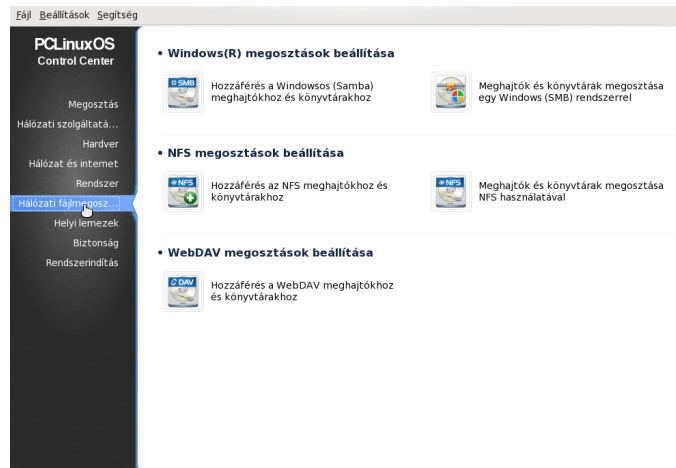 Fájl Beállítások Segítség
PCLinuxOS
Control Center
Megosztás
Hálózati szolgáltatá...
Hardver
Hálózat és internet
Rendszer
Hálózati fájlmegosz...
Helyi lemezek
Biztonság
Rendszerindítás
• Windows(R) megosztások beállítása
SMB
Hozzáférés a Windowsos (Samba)
meghajtókhoz és könyvtárakhoz
Meghajtók és könyvtárak megosztása
egy Windows (SMB) rendszerrel
• NFS megosztások beállítása
NFS
Hozzáférés az NFS meghajtókhoz és
könyvtárakhoz
NFS
Meghajtók és könyvtárak megosztása
NFS használatával
• WebDAV megosztások beállítása
DAV
Hozzáférés a WebDAV meghajtókhoz
és könyvtárakhoz